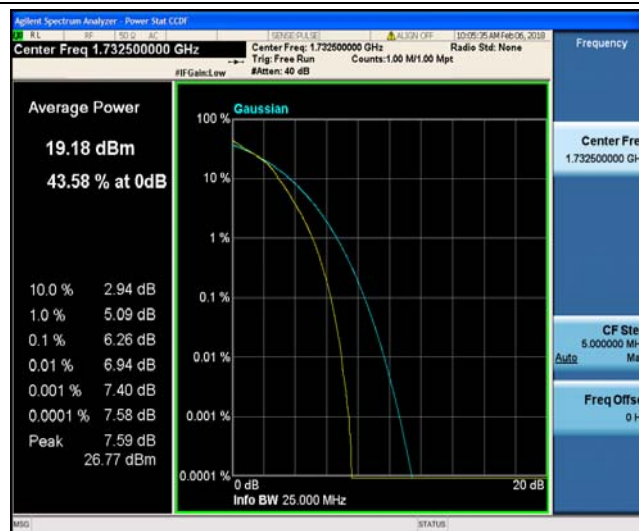 Agilent Spectrum Analyzer - Power Stat CCDF
RL RF 50 Ω AC SENSE:PULSE ALIGN OFF 10:05:35 AM Feb 06, 2018
Center Freq 1.732500000 GHz
Center Freq: 1.732500000 GHz Radio Std: None
Trig: Free Run Counts:1.00 M/1.00 Mpt
#IFGain:Low #Atten: 40 dB
Frequency
Average Power
19.18 dBm
43.58 % at 0dB
10.0 % 2.94 dB
1.0 % 5.09 dB
0.1 % 6.26 dB
0.01 % 6.94 dB
0.001 % 7.40 dB
0.0001 % 7.58 dB
Peak 7.59 dB
26.77 dBm
Gaussian
100 %
10 %
1 %
0.1 %
0.01 %
0.001 %
0.0001 %
0 dB 20 dB
Info BW 25.000 MHz
Center Fre
1.732500000 GH
CF Ste
5.000000 MH
Auto Ma
Freq Offse
0 H
MSG STATUS